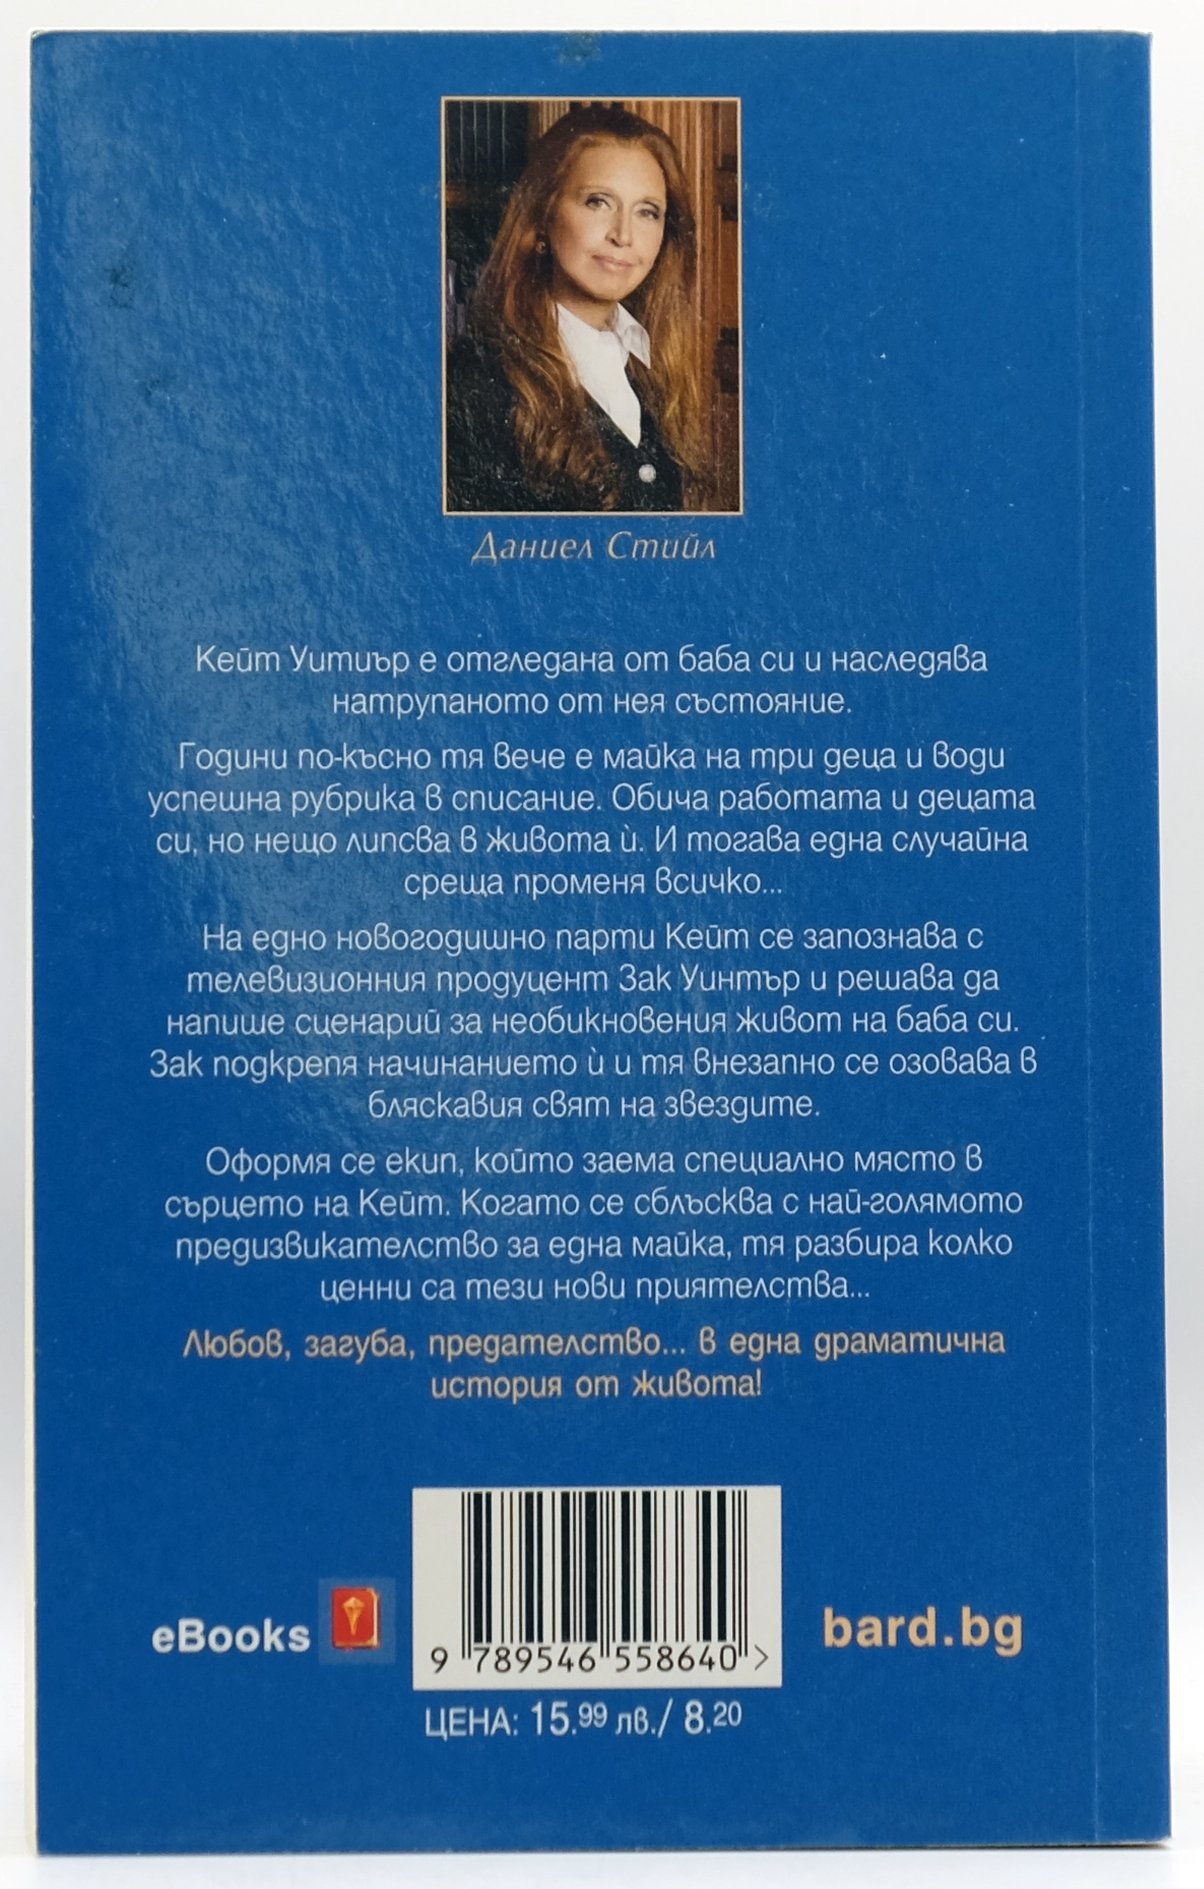 Даниел Стийл
Кейт Уитиър е отгледана от баба си и наследява
натрупаното от нея състояние.
Години по-късно тя вече е майка на три деца и води
успешна рубрика в списание. Обича работата и децата
си, но нещо липсва в живота ѝ. И тогава една случайна
среща променя всичко...
На едно новогодишно парти Кейт се запознава с
телевизионния продуцент Зак Уинтър и решава да
напише сценарий за необикновения живот на баба си.
Зак подкрепя начинанието ѝ и тя внезапно се озовава в
бляскавия свят на звездите.
Оформя се екип, който заема специално място в
сърцето на Кейт. Когато се сблъсква с най-голямото
предизвикателство за една майка, тя разбира колко
ценни са тези нови приятелства...
Любов, загуба, предателство... в една драматична
история от живота!
eBooks
9 789546 558640 >
bard.bg
ЦЕНА: 15.99 лв./ 8.20